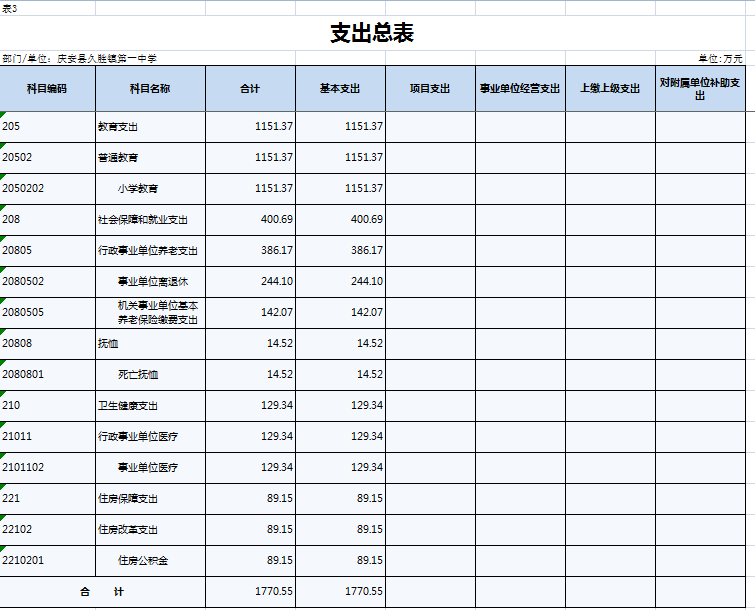 表3
支出总表
部门/单位：庆安县久胜镇第一中学 单位:万元
科目编码 科目名称 合计 基本支出 项目支出 事业单位经营支出 上缴上级支出 对附属单位补助支出
205 教育支出 1151.37 1151.37
20502 普通教育 1151.37 1151.37
2050202 小学教育 1151.37 1151.37
208 社会保障和就业支出 400.69 400.69
20805 行政事业单位养老支出 386.17 386.17
2080502 事业单位离退休 244.10 244.10
2080505 机关事业单位基本养老保险缴费支出 142.07 142.07
20808 抚恤 14.52 14.52
2080801 死亡抚恤 14.52 14.52
210 卫生健康支出 129.34 129.34
21011 行政事业单位医疗 129.34 129.34
2101102 事业单位医疗 129.34 129.34
221 住房保障支出 89.15 89.15
22102 住房改革支出 89.15 89.15
2210201 住房公积金 89.15 89.15
合 计 1770.55 1770.55